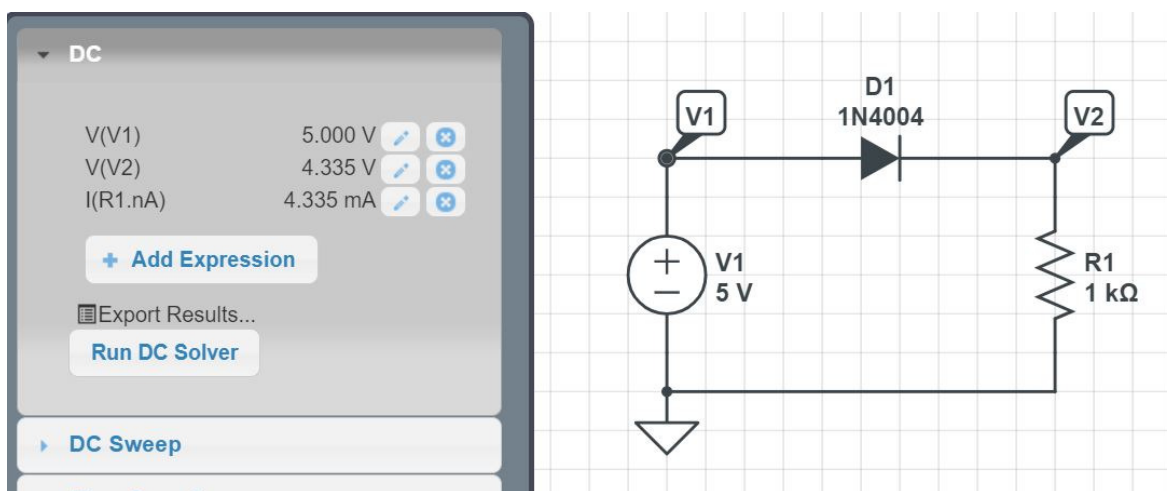 DC
V(V1) 5.000 V
V(V2) 4.335 V
I(R1.nA) 4.335 mA
+ Add Expression
Export Results...
Run DC Solver
DC Sweep
D1
1N4004
V1
V2
V1
5 V
R1
1 kΩ